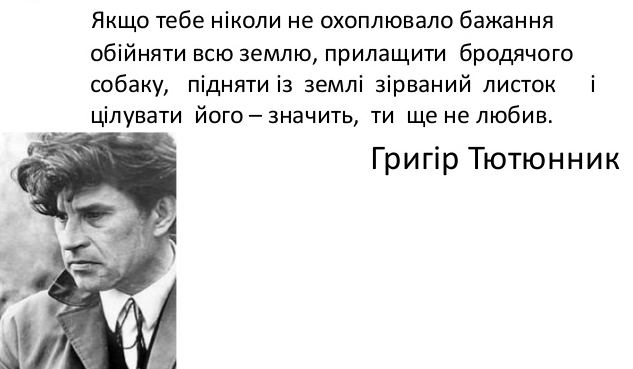 Якщо тебе ніколи не охоплювало бажання
обійняти всю землю, прилащити бродячого
собаку, підняти із землі зірваний листок і
цілувати його – значить, ти ще не любив.
Григір Тютюнник